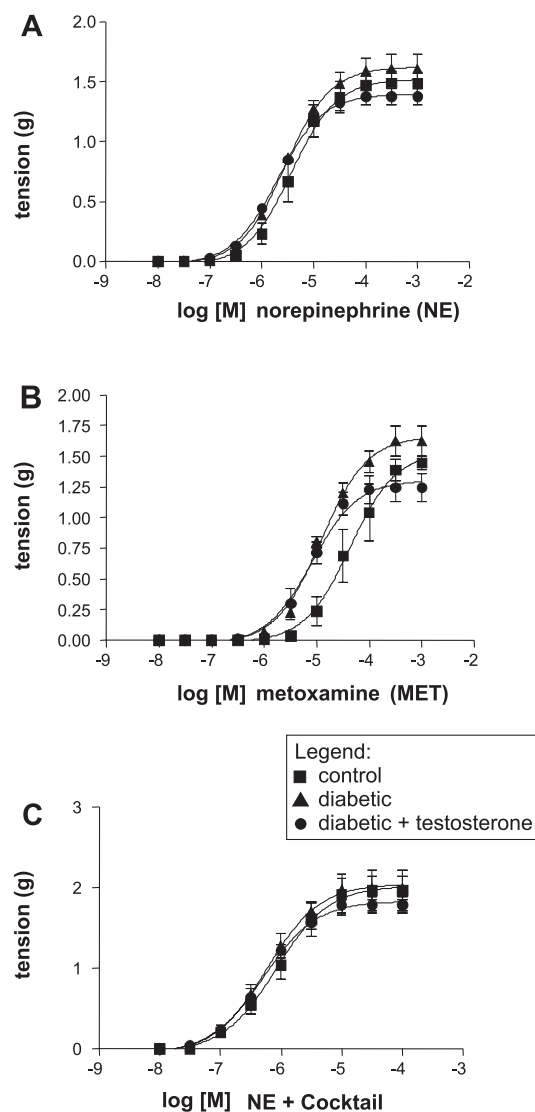 A
2.0
1.5
1.0
0.5
0.0
tension (g)
-9 -8 -7 -6 -5 -4 -3 -2
log [M] norepinephrine (NE)
B
2.00
1.75
1.50
1.25
1.00
0.75
0.50
0.25
0.00
tension (g)
-9 -8 -7 -6 -5 -4 -3 -2
log [M] metoxamine (MET)
Legend:
control
diabetic
diabetic + testosterone
C
3
2
1
0
tension (g)
-9 -8 -7 -6 -5 -4 -3
log [M] NE + Cocktail